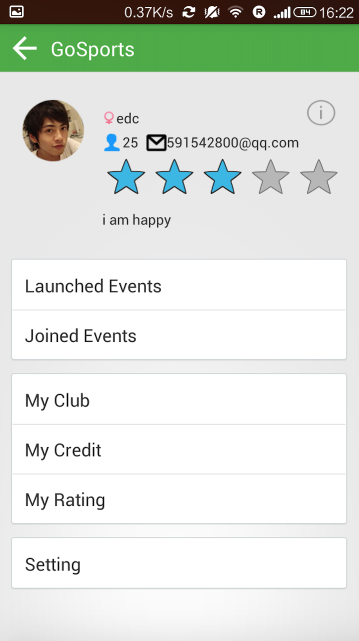 0.37K/s R 84 16:22
GoSports
edc
25 591542800@qq.com
i am happy
Launched Events
Joined Events
My Club
My Credit
My Rating
Setting